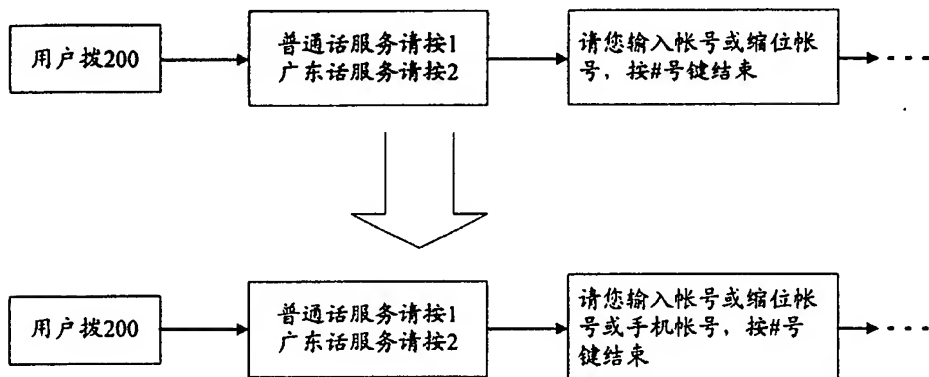 用户拨200
普通话服务请按1
广东话服务请按2
请您输入帐号或缩位帐
号，按#号键结束
用户拨200
普通话服务请按1
广东话服务请按2
请您输入帐号或缩位帐
号或手机帐号，按#号
键结束